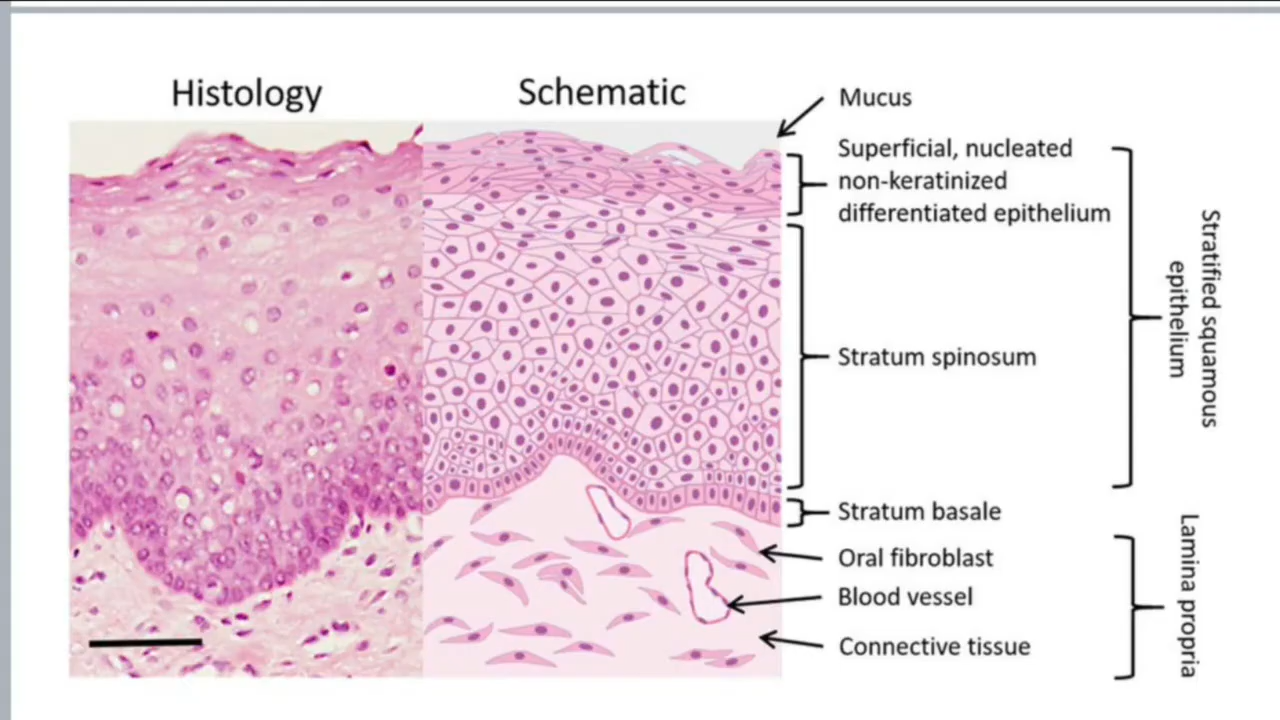 Histology
Schematic
Mucus
Superficial, nucleated
non-keratinized
differentiated epithelium
Stratum spinosum
Stratum basale
Oral fibroblast
Blood vessel
Connective tissue
Stratified squamous
epithelium
Lamina propria